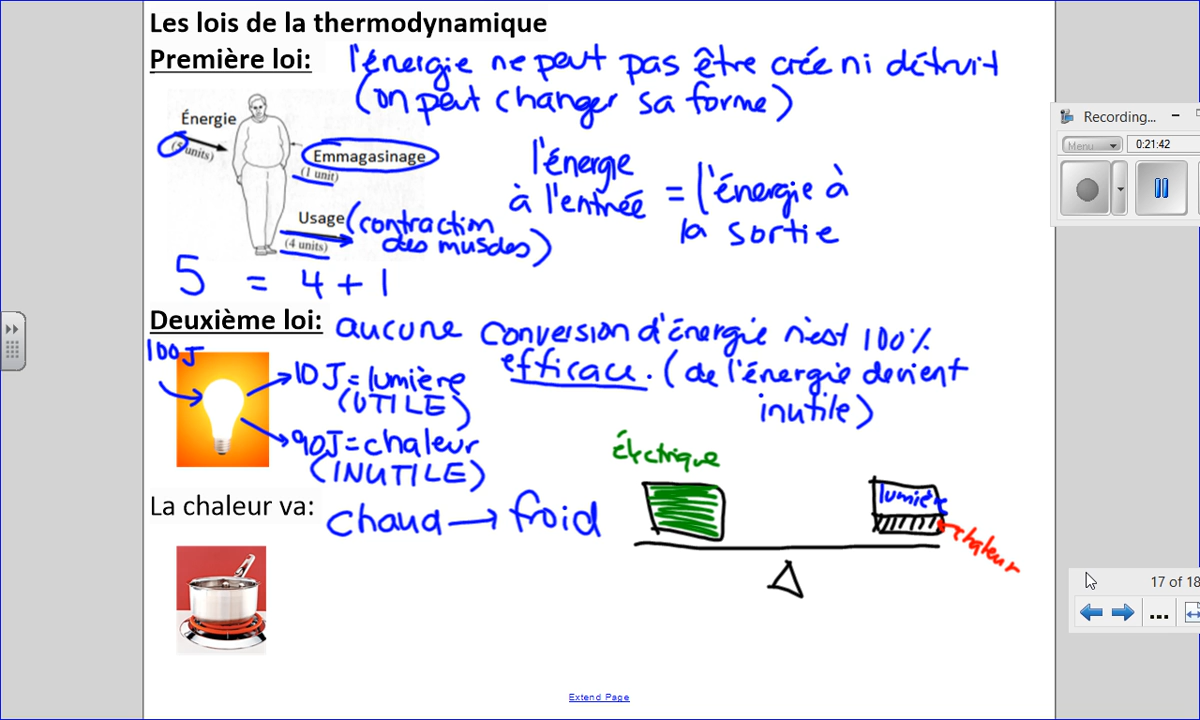 Les lois de la thermodynamique
Première loi: l'énergie ne peut pas être crée ni détruit
(on peut changer sa forme)
Énergie
(5 units)
Emmagasinage
(1 unit)
Usage (contraction
des muscles)
(4 units)
l'énerge
à l'entrée = l'énergie à
la sortie
5 = 4 + 1
Deuxième loi: aucune conversion d'énergie n'est 100%
efficace. (de l'énergie devient
inutile)
100J
10 J = lumière
(UTILE)
90J = chaleur
(INUTILE)
électrique
lumière
chaleur
La chaleur va: chaud → froid
Extend Page
Recording...
Menu
0:21:42
17 of 18
...